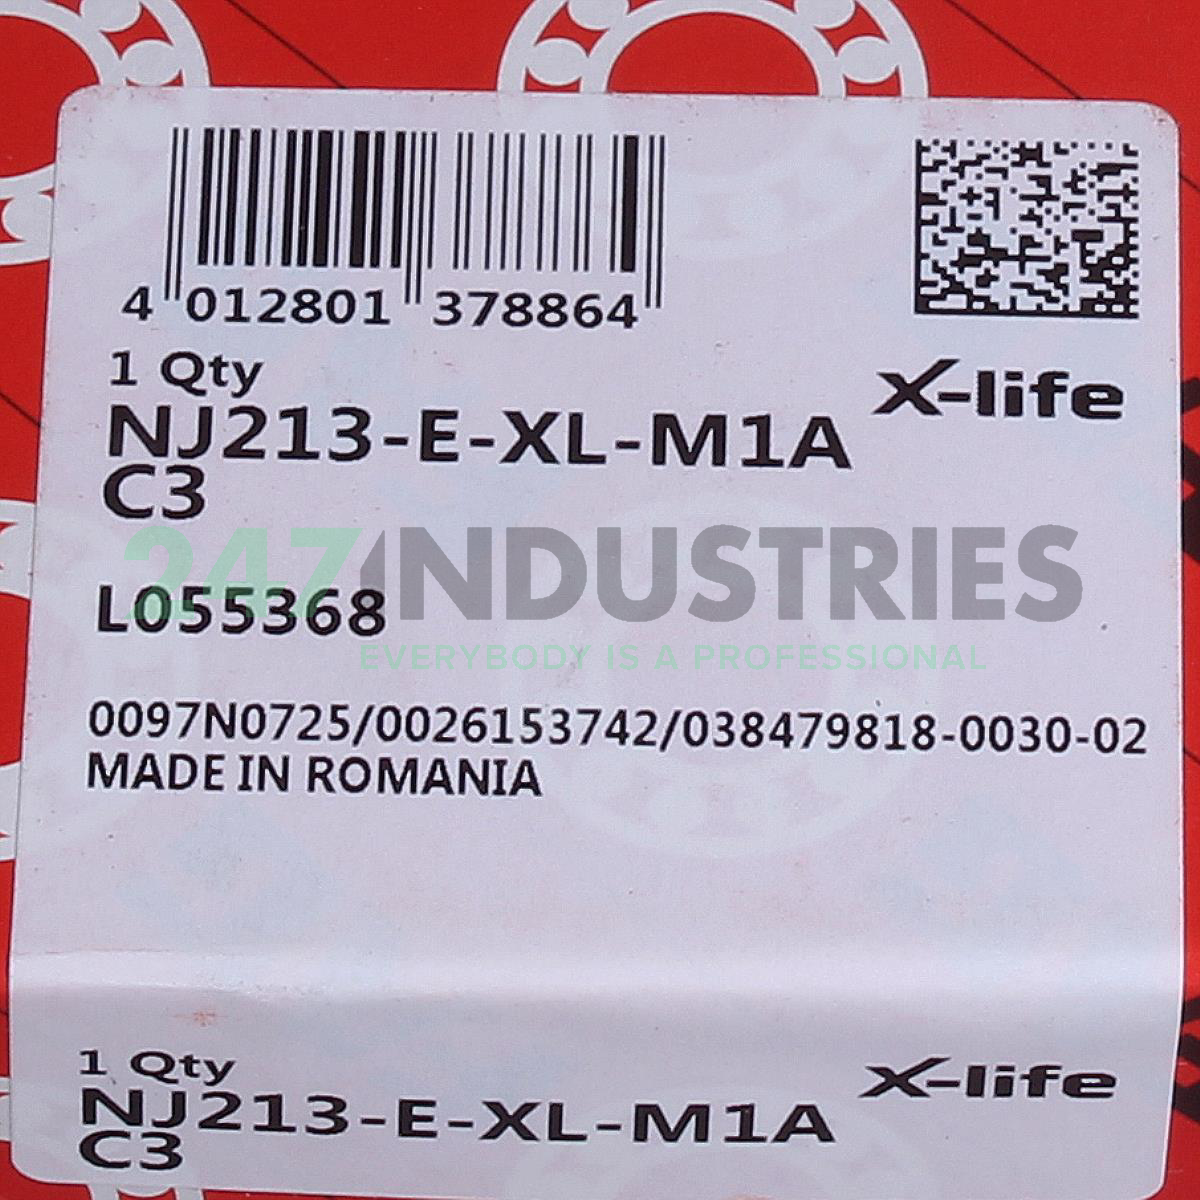 4 012801 378864
1 Qty
X-life
NJ213-E-XL-M1A
C3
247INDUSTRIES
L055368
EVERYBODY IS A PROFESSIONAL
0097N0725/0026153742/038479818-0030-02
MADE IN ROMANIA
1 Qty
X-life
NJ213-E-XL-M1A
C3